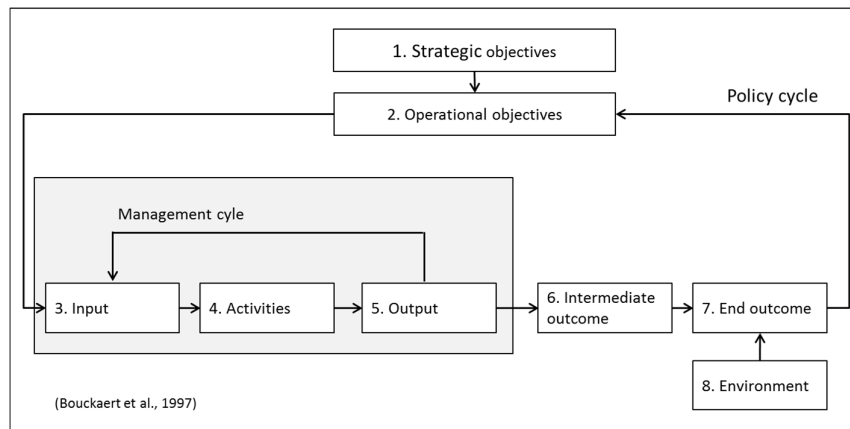 1. Strategic objectives
2. Operational objectives
Policy cycle
Management cyle
3. Input
4. Activities
5. Output
6. Intermediate
outcome
7. End outcome
8. Environment
(Bouckaert et al., 1997)